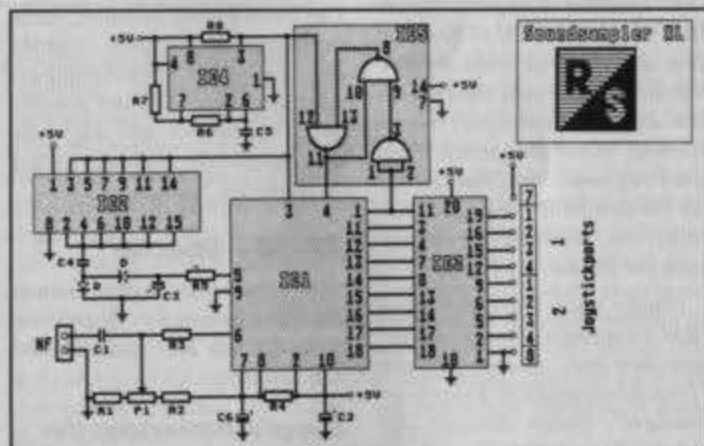 Soundsampler XL
R S
+5V
R8
8
3
4
IC4
1
R7
7
2
6
R6
C5
IC5
8
10
9
12
13
14
+5V
7
3
11
1
2
+5V
1
3
5
7
9
11
14
IC2
8
2
4
6
10
12
15
C4
D
D
C3
R5
3
4
1
11
12
13
14
15
16
17
18
IC1
5
9
6
7
8
2
10
+5V
20
11
3
4
7
8
13
14
17
18
19
16
15
12
9
6
5
2
1
10
+5V
7
1
2
3
4
1
2
3
4
8
1
2
Joystickports
NF
C1
R3
R1
P1
R2
C6
R4
C2
+5V